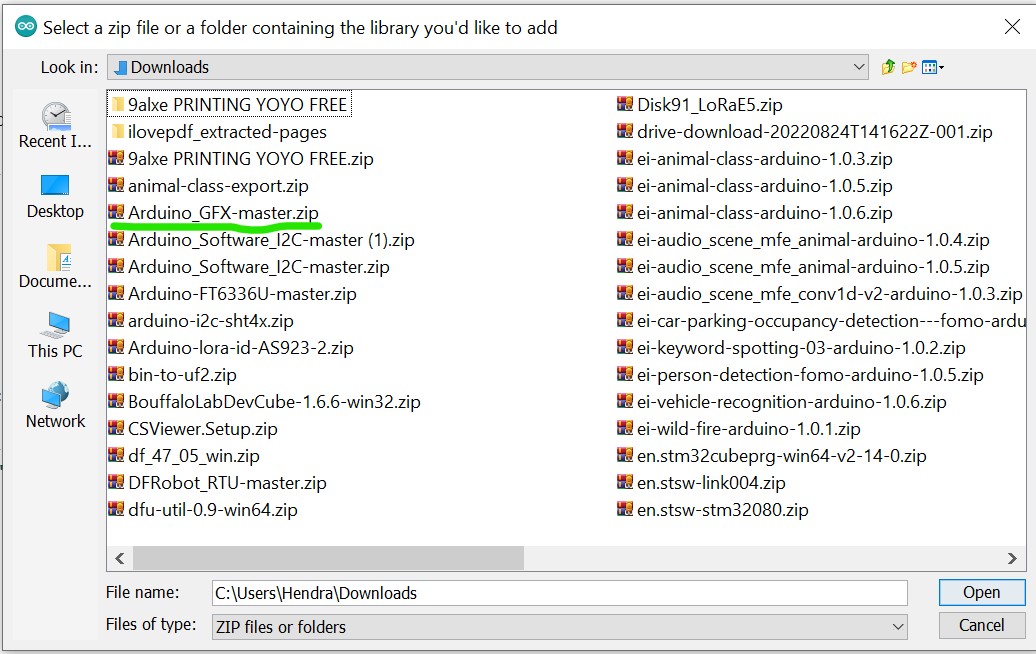 Select a zip file or a folder containing the library you'd like to add
Look in: Downloads
Recent I...
Desktop
Docume...
This PC
Network
9alxe PRINTING YOYO FREE
ilovepdf_extracted-pages
9alxe PRINTING YOYO FREE.zip
animal-class-export.zip
Arduino_GFX-master.zip
Arduino_Software_I2C-master (1).zip
Arduino_Software_I2C-master.zip
Arduino-FT6336U-master.zip
arduino-i2c-sht4x.zip
Arduino-lora-id-AS923-2.zip
bin-to-uf2.zip
BouffaloLabDevCube-1.6.6-win32.zip
CSViewer.Setup.zip
df_47_05_win.zip
DFRobot_RTU-master.zip
dfu-util-0.9-win64.zip
Disk91_LoRaE5.zip
drive-download-20220824T141622Z-001.zip
ei-animal-class-arduino-1.0.3.zip
ei-animal-class-arduino-1.0.5.zip
ei-animal-class-arduino-1.0.6.zip
ei-audio_scene_mfe_animal-arduino-1.0.4.zip
ei-audio_scene_mfe_animal-arduino-1.0.5.zip
ei-audio_scene_mfe_conv1d-v2-arduino-1.0.3.zip
ei-car-parking-occupancy-detection---fomo-ardu
ei-keyword-spotting-03-arduino-1.0.2.zip
ei-person-detection-fomo-arduino-1.0.5.zip
ei-vehicle-recognition-arduino-1.0.6.zip
ei-wild-fire-arduino-1.0.1.zip
en.stm32cubeprg-win64-v2-14-0.zip
en.stsw-link004.zip
en.stsw-stm32080.zip
File name: C:\Users\Hendra\Downloads
Open
Files of type: ZIP files or folders
Cancel